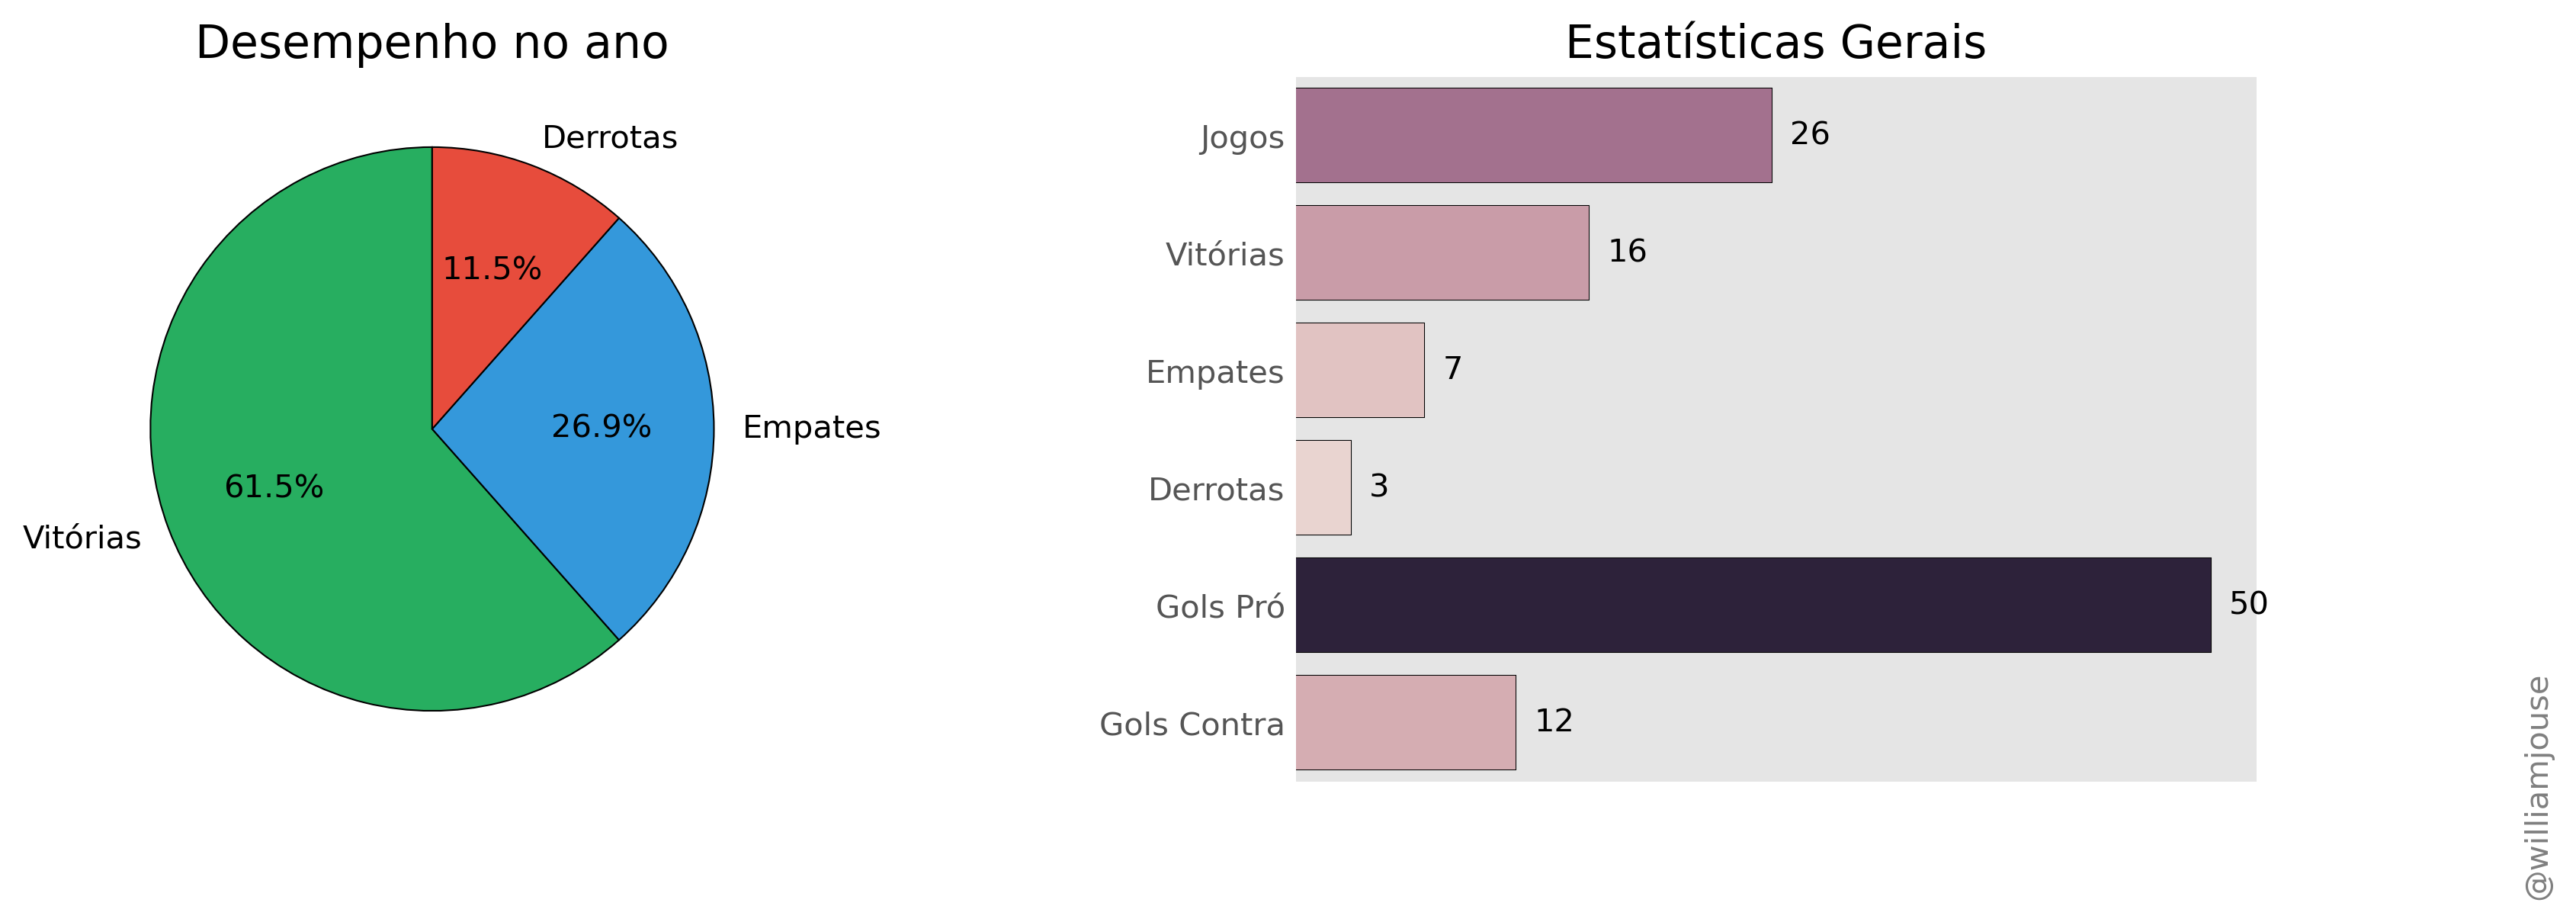 Desempenho no ano
Derrotas
11.5%
26.9%
Empates
61.5%
Vitórias
Estatísticas Gerais
Jogos
26
Vitórias
16
Empates
7
Derrotas
3
Gols Pró
50
Gols Contra
12
@williamjouse